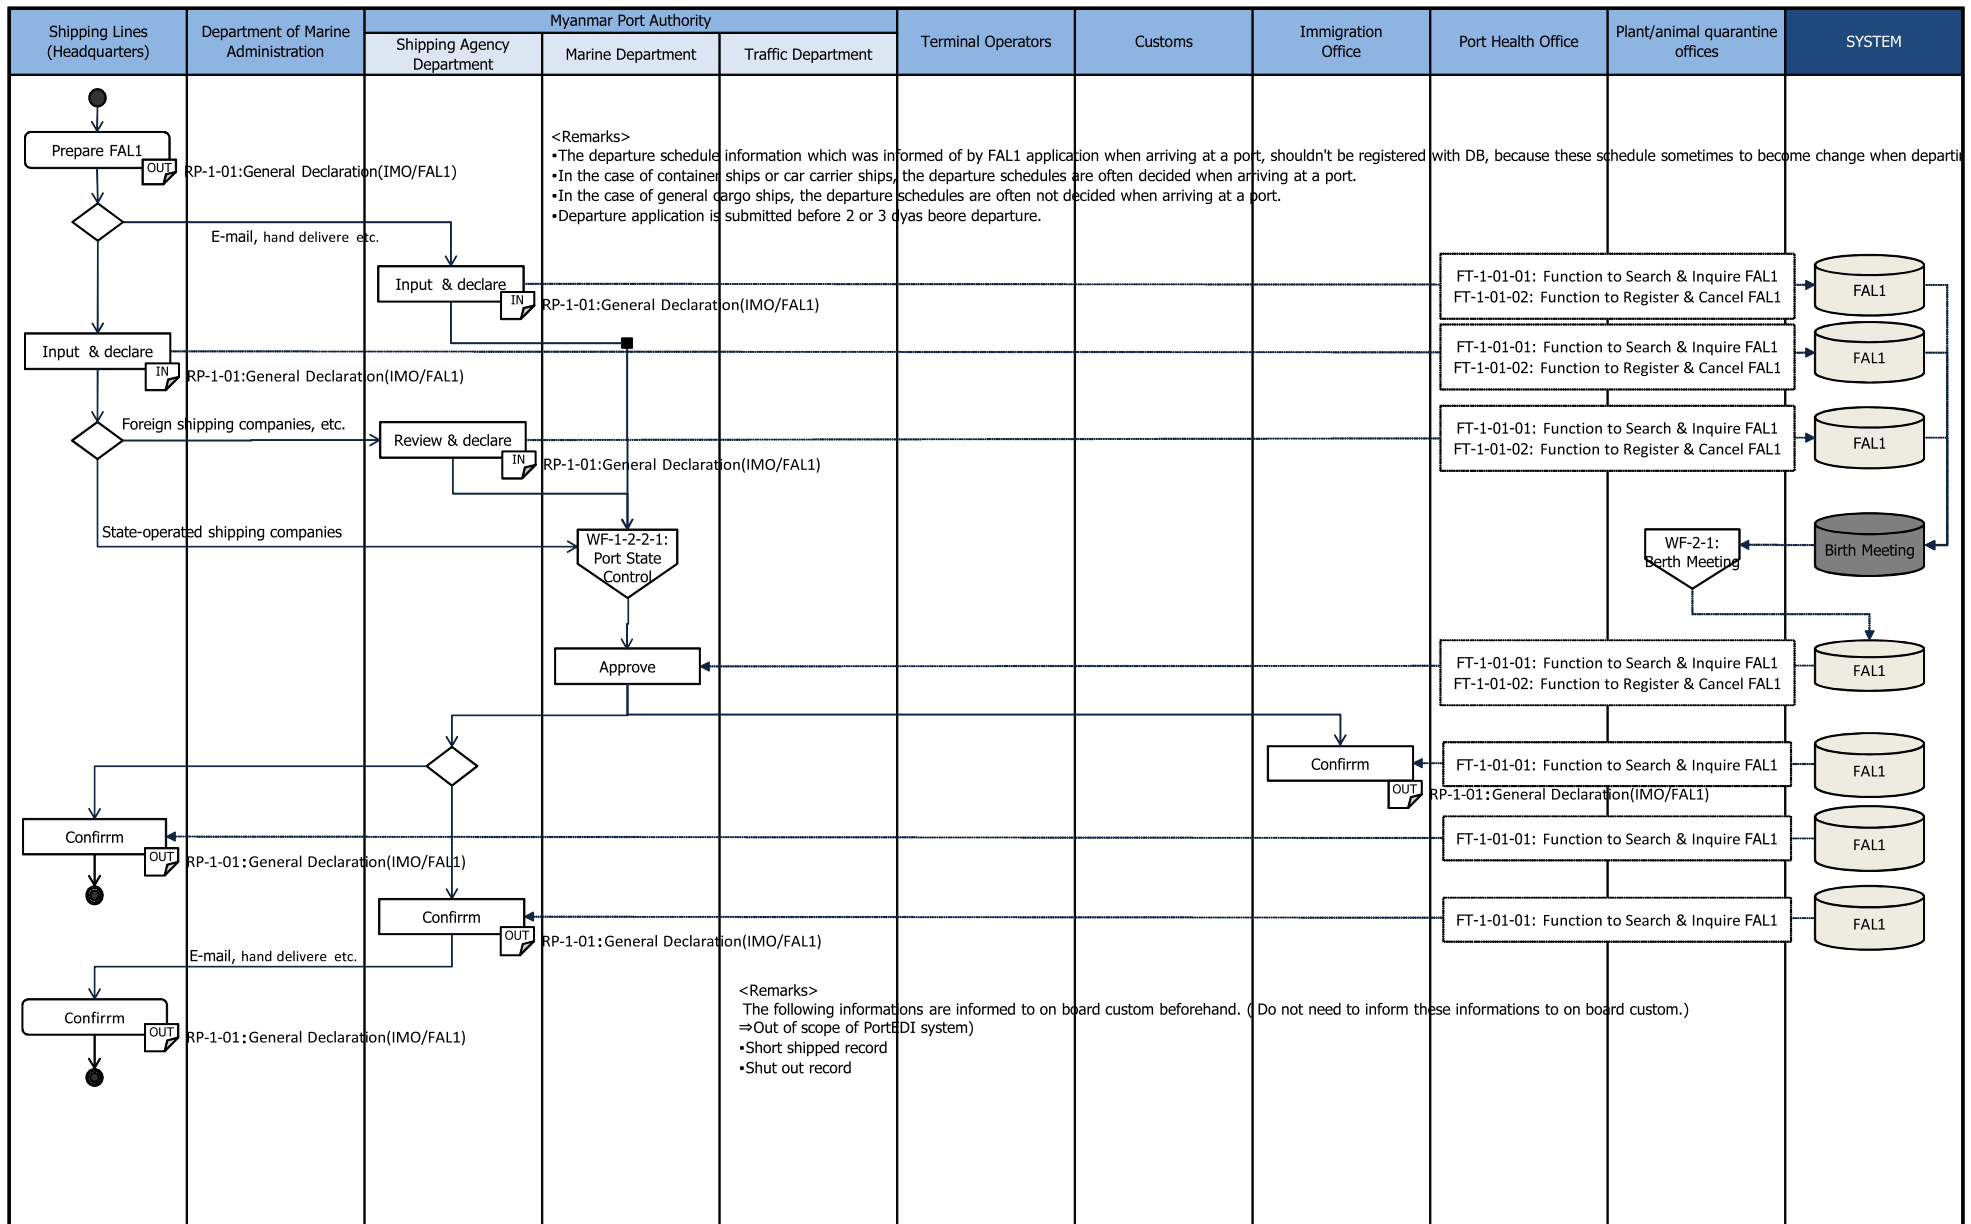 Shipping Lines
(Headquarters)
Department of Marine
Administration
Myanmar Port Authority
Shipping Agency
Department
Marine Department
Traffic Department
Terminal Operators
Customs
Immigration
Office
Port Health Office
Plant/animal quarantine
offices
SYSTEM
<Remarks>
▪The departure schedule information which was informed of by FAL1 application when arriving at a port, shouldn't be registered with DB, because these schedule sometimes to become change when departi
▪In the case of container ships or car carrier ships, the departure schedules are often decided when arriving at a port.
▪In the case of general cargo ships, the departure schedules are often not decided when arriving at a port.
▪Departure application is submitted before 2 or 3 dyas beore departure.
Prepare FAL1
OUT
RP-1-01:General Declaration(IMO/FAL1)
E-mail, hand delivere etc.
Input & declare
IN
RP-1-01:General Declaration(IMO/FAL1)
FT-1-01-01: Function to Search & Inquire FAL1
FT-1-01-02: Function to Register & Cancel FAL1
FAL1
Input & declare
IN
RP-1-01:General Declaration(IMO/FAL1)
FT-1-01-01: Function to Search & Inquire FAL1
FT-1-01-02: Function to Register & Cancel FAL1
FAL1
Foreign shipping companies, etc.
Review & declare
IN
RP-1-01:General Declaration(IMO/FAL1)
FT-1-01-01: Function to Search & Inquire FAL1
FT-1-01-02: Function to Register & Cancel FAL1
FAL1
State-operated shipping companies
WF-1-2-2-1:
Port State
Control
WF-2-1:
Berth Meeting
Birth Meeting
Approve
FT-1-01-01: Function to Search & Inquire FAL1
FT-1-01-02: Function to Register & Cancel FAL1
FAL1
Confirrm
OUT
RP-1-01:General Declaration(IMO/FAL1)
FT-1-01-01: Function to Search & Inquire FAL1
FAL1
Confirrm
OUT
RP-1-01:General Declaration(IMO/FAL1)
FT-1-01-01: Function to Search & Inquire FAL1
FAL1
Confirrm
OUT
RP-1-01:General Declaration(IMO/FAL1)
FT-1-01-01: Function to Search & Inquire FAL1
FAL1
E-mail, hand delivere etc.
Confirrm
OUT
RP-1-01:General Declaration(IMO/FAL1)
<Remarks>
The following informations are informed to on board custom beforehand. ( Do not need to inform these informations to on board custom.)
⇒Out of scope of PortEDI system)
▪Short shipped record
▪Shut out record